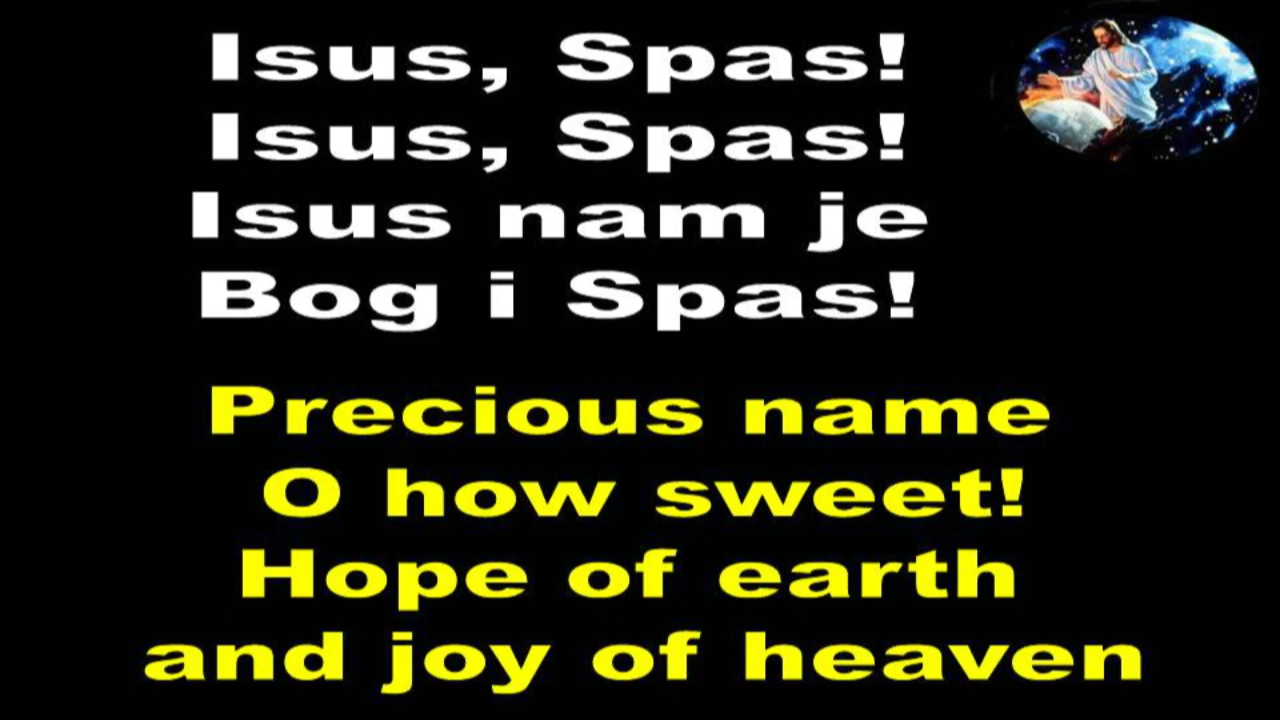 Isus, Spas!
Isus, Spas!
Isus nam je
Bog i Spas!
Precious name
O how sweet!
Hope of earth
and joy of heaven